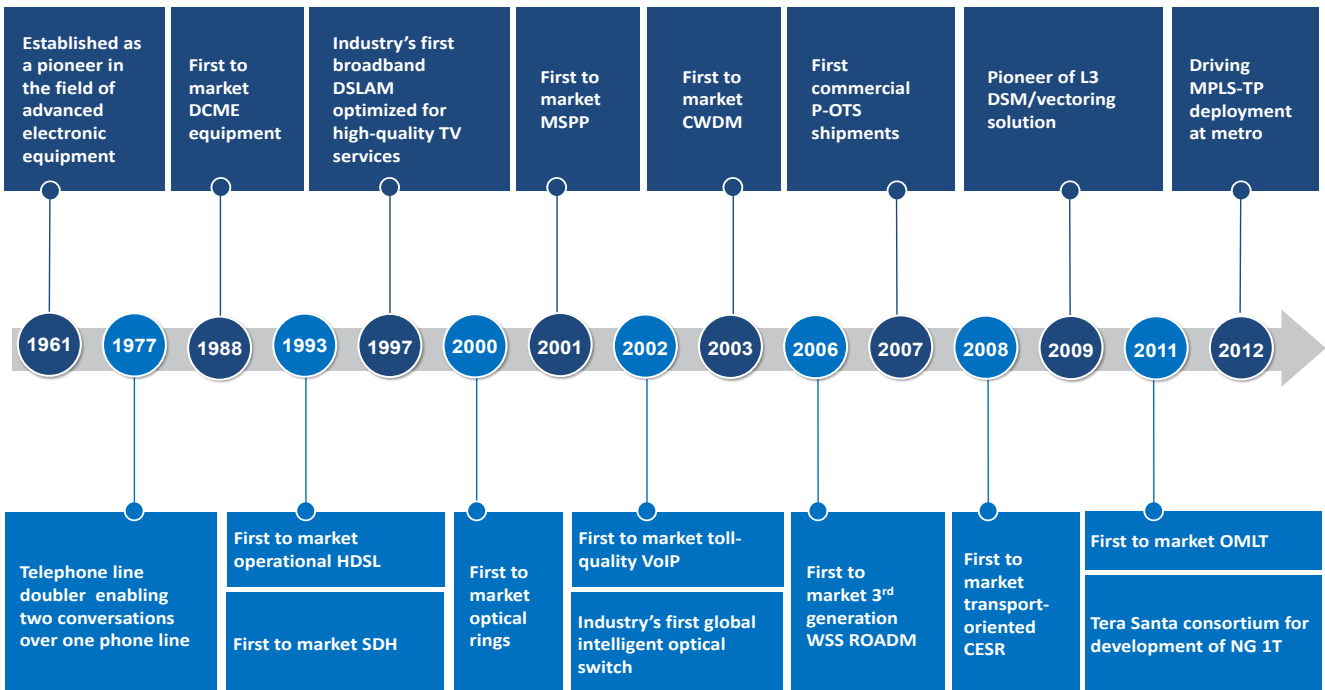 Established as
a pioneer in
the field of
advanced
electronic
equipment
First to
market
DCME
equipment
Industry’s first
broadband
DSLAM
optimized for
high-quality TV
services
First to
market
MSPP
First to
market
CWDM
First
commercial
P-OTS
shipments
Pioneer of L3
DSM/vectoring
solution
Driving
MPLS-TP
deployment
at metro
1961
1977
1988
1993
1997
2000
2001
2002
2003
2006
2007
2008
2009
2011
2012
Telephone line
doubler enabling
two conversations
over one phone line
First to market
operational HDSL
First to market SDH
First to
market
optical
rings
First to market toll-
quality VoIP
Industry’s first global
intelligent optical
switch
First to
market 3rd
generation
WSS ROADM
First to
market
transport-
oriented
CESR
First to market OMLT
Tera Santa consortium for
development of NG 1T